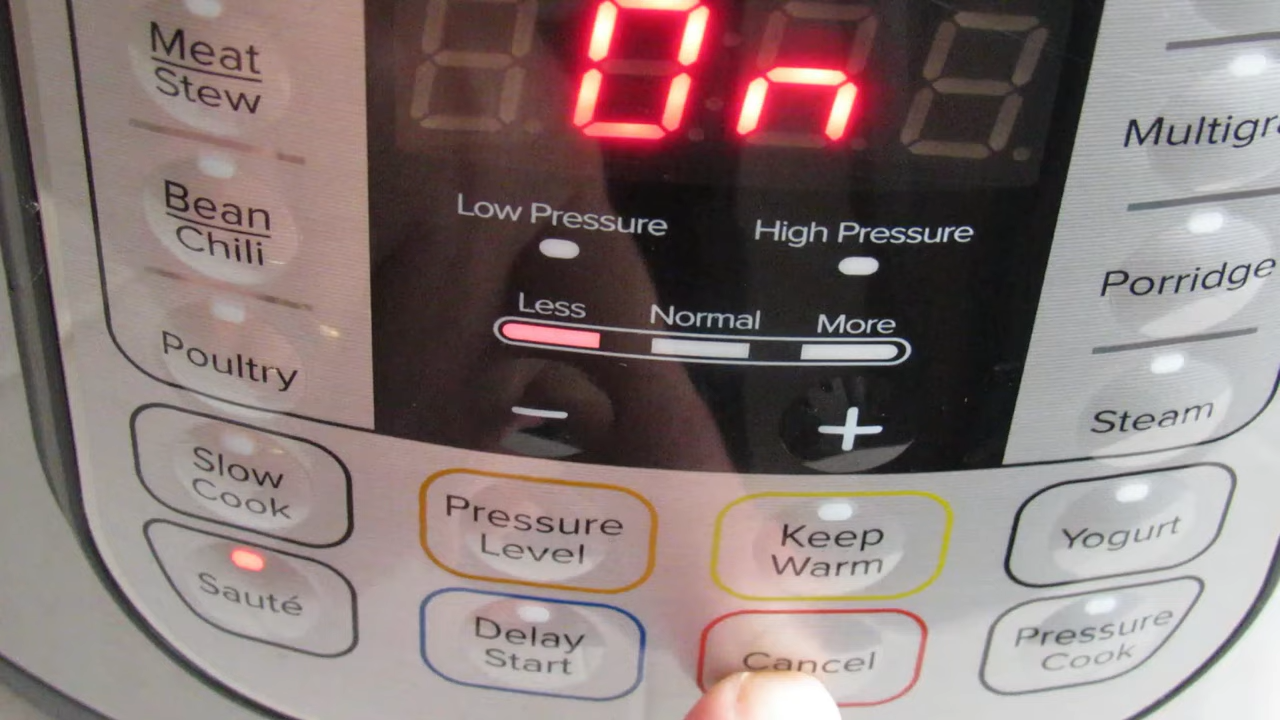 On
Meat
Stew
Bean
Chili
Poultry
Slow
Cook
Sauté
Low Pressure
High Pressure
Less
Normal
More
−
+
Pressure
Level
Keep
Warm
Delay
Start
Cancel
Multigr
Porridge
Steam
Yogurt
Pressure
Cook